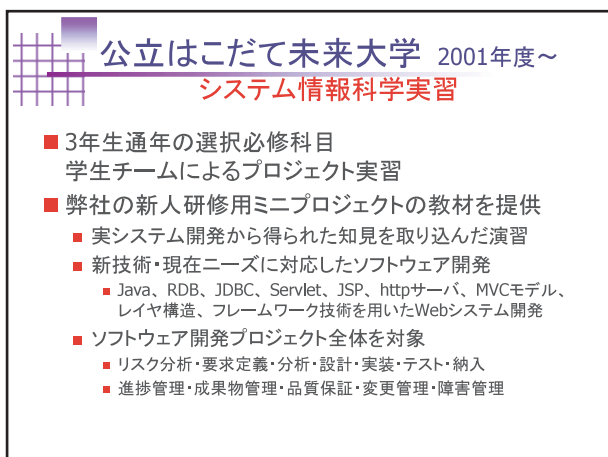 公立はこだて未来大学 2001年度～
システム情報科学実習
3年生通年の選択必修科目
学生チームによるプロジェクト実習
弊社の新人研修用ミニプロジェクトの教材を提供
実システム開発から得られた知見を取り込んだ演習
新技術・現在ニーズに対応したソフトウェア開発
Java、RDB、JDBC、Servlet、JSP、httpサーバ、MVCモデル、
レイヤ構造、フレームワーク技術を用いたWebシステム開発
ソフトウェア開発プロジェクト全体を対象
リスク分析・要求定義・分析・設計・実装・テスト・納入
進捗管理・成果物管理・品質保証・変更管理・障害管理